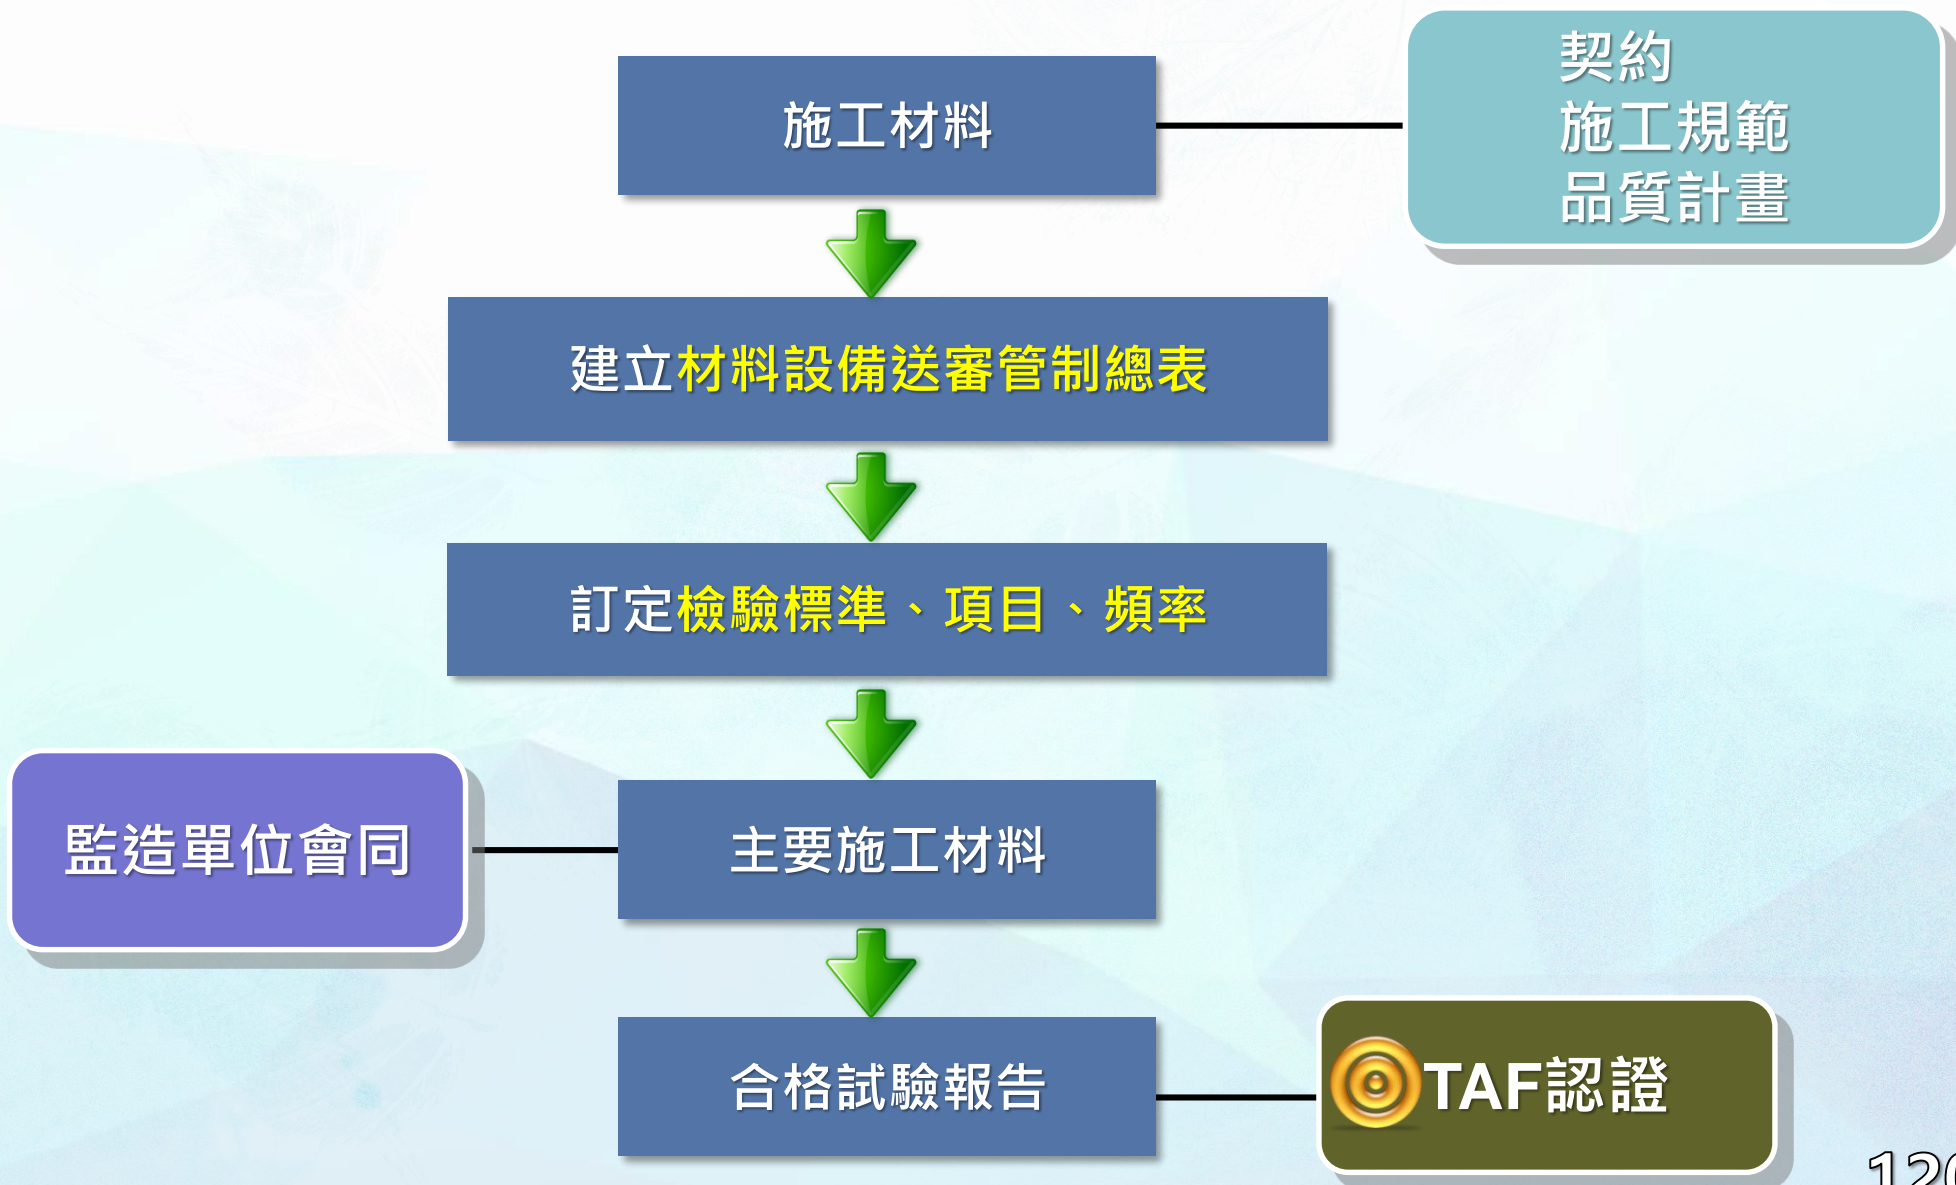 施工材料
契約
施工規範
品質計畫
建立材料設備送審管制總表
訂定檢驗標準、項目、頻率
監造單位會同
主要施工材料
合格試驗報告
TAF認證